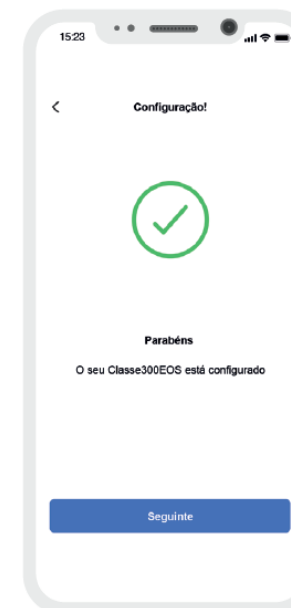 15:23
Configuração!
Parabéns
O seu Classe300EOS está configurado
Seguinte